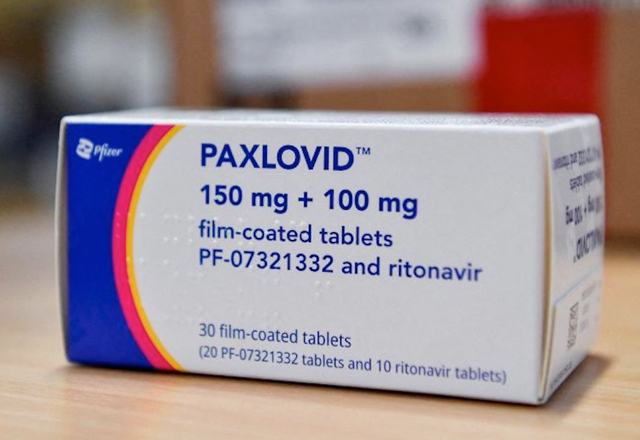 Pfizer
PAXLOVID™
150 mg + 100 mg
film-coated tablets
PF-07321332 and ritonavir
30 film-coated tablets
(20 PF-07321332 tablets and 10 ritonavir tablets)